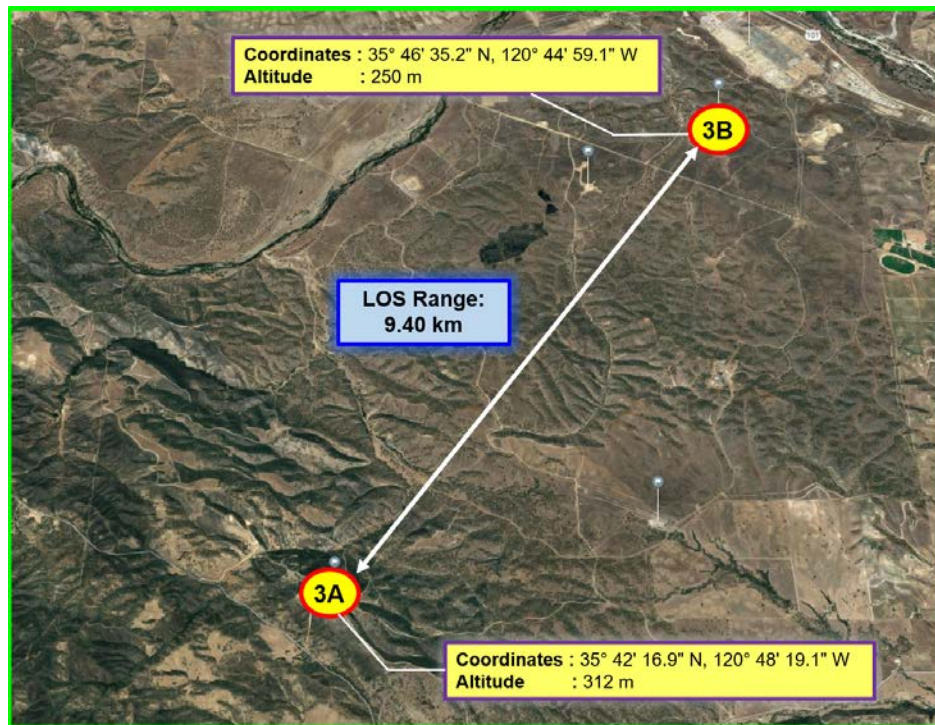 Coordinates : 35° 46' 35.2" N, 120° 44' 59.1" W
Altitude : 250 m
101
3B
LOS Range:
9.40 km
3A
Coordinates : 35° 42' 16.9" N, 120° 48' 19.1" W
Altitude : 312 m